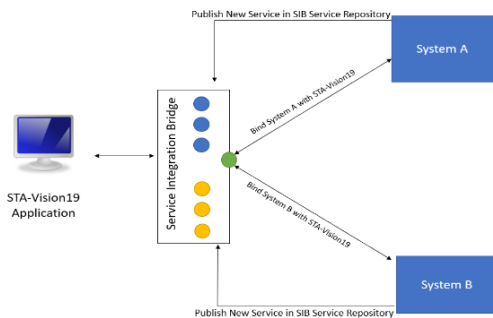 Publish New Service in SIB Service Repository
System A
Bind System A with STA-Vision19
Service Integration Bridge
STA-Vision19
Application
Bind System B with STA-Vision19
System B
Publish New Service in SIB Service Repository